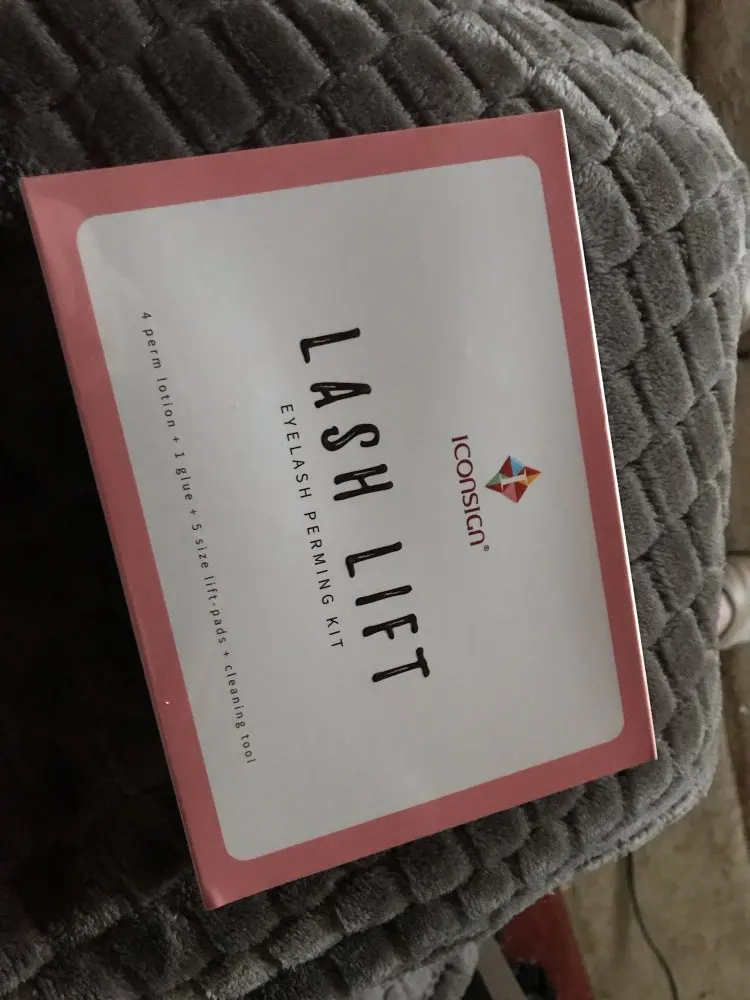 ICONSIGN®
LASH LIFT
EYELASH PERMING KIT
4 perm lotion + 1 glue + 5 size lift-pads + cleaning tool